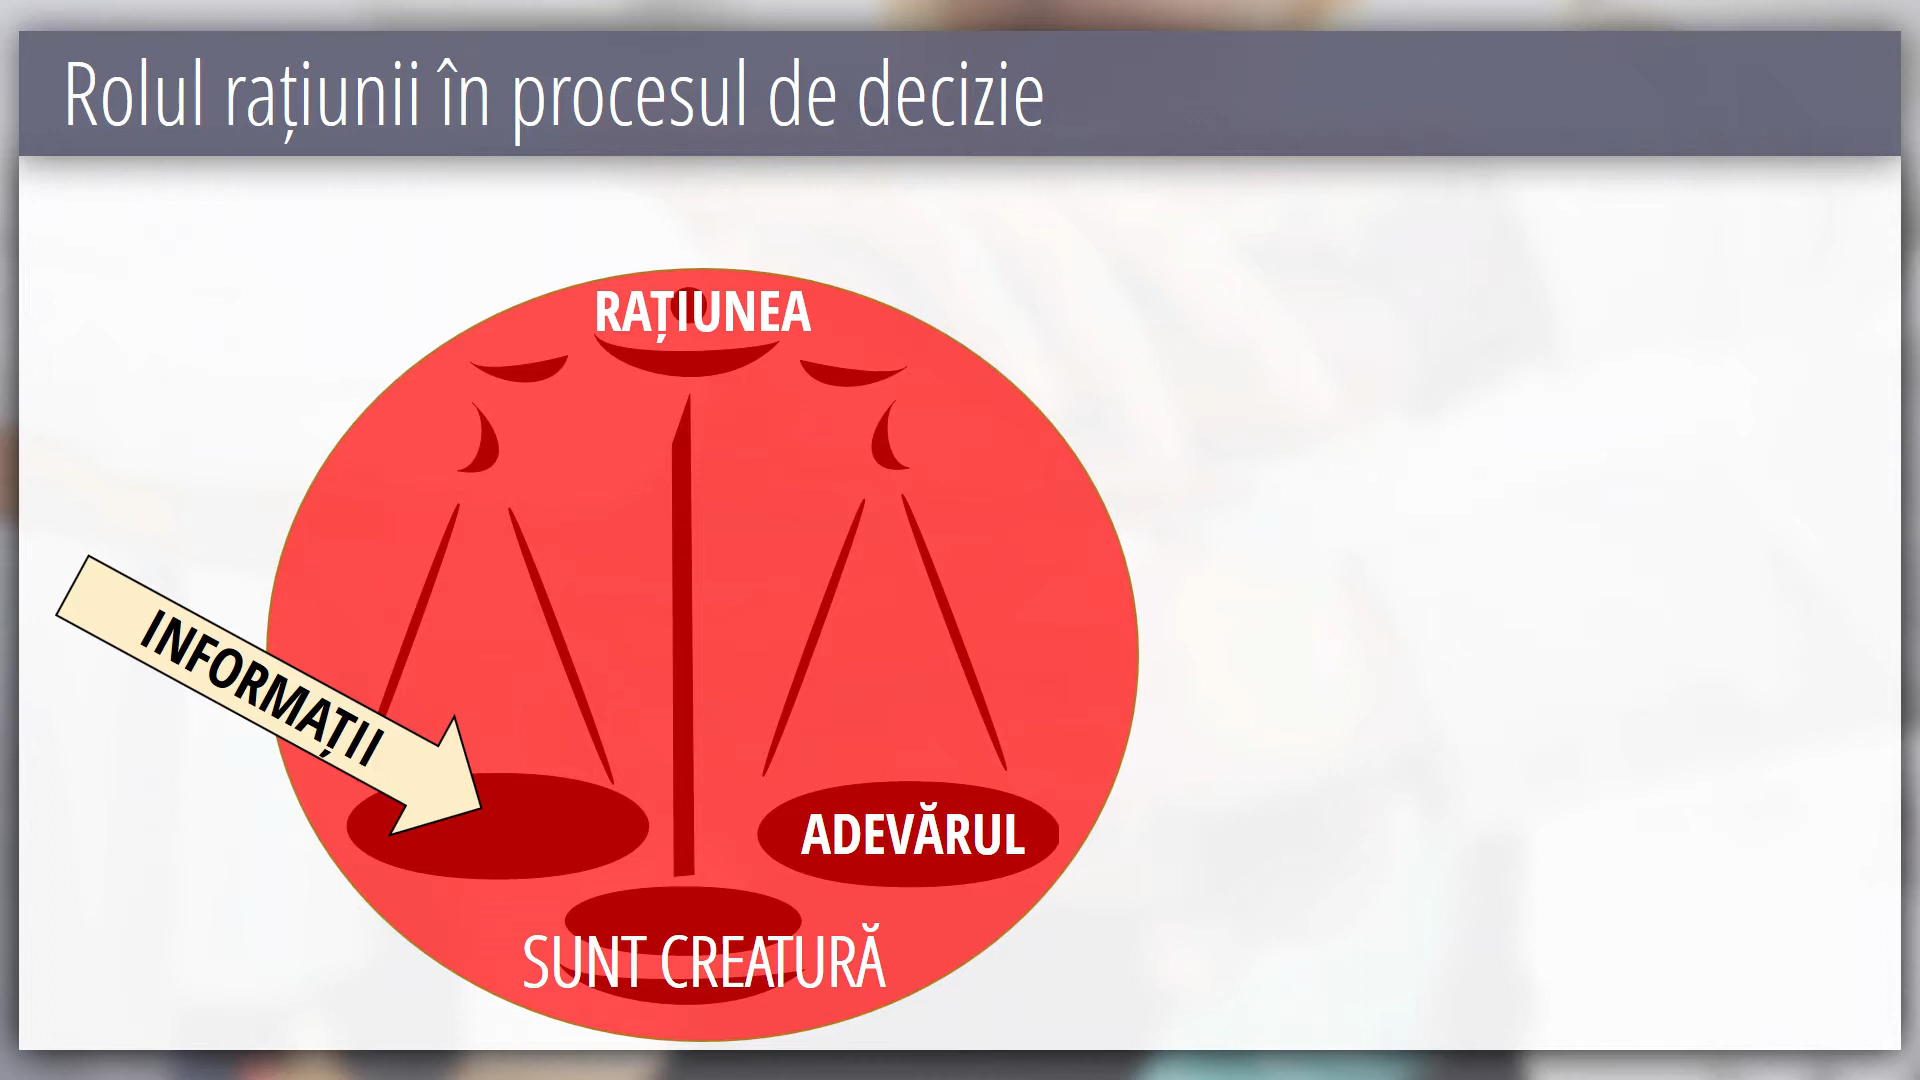 Rolul rațiunii în procesul de decizie
RAȚIUNEA
INFORMAȚII
ADEVĂRUL
SUNT CREATURĂ